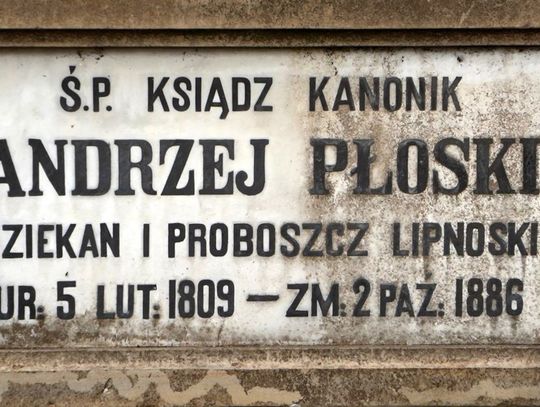 Ś.P. KSIĄDZ KANONIK
ANDRZEJ PŁOSKI
ZIEKAN I PROBOSZCZ LIPNOSKI
UR: 5 LUT: 1809 — ZM: 2 PAŹ: 1886